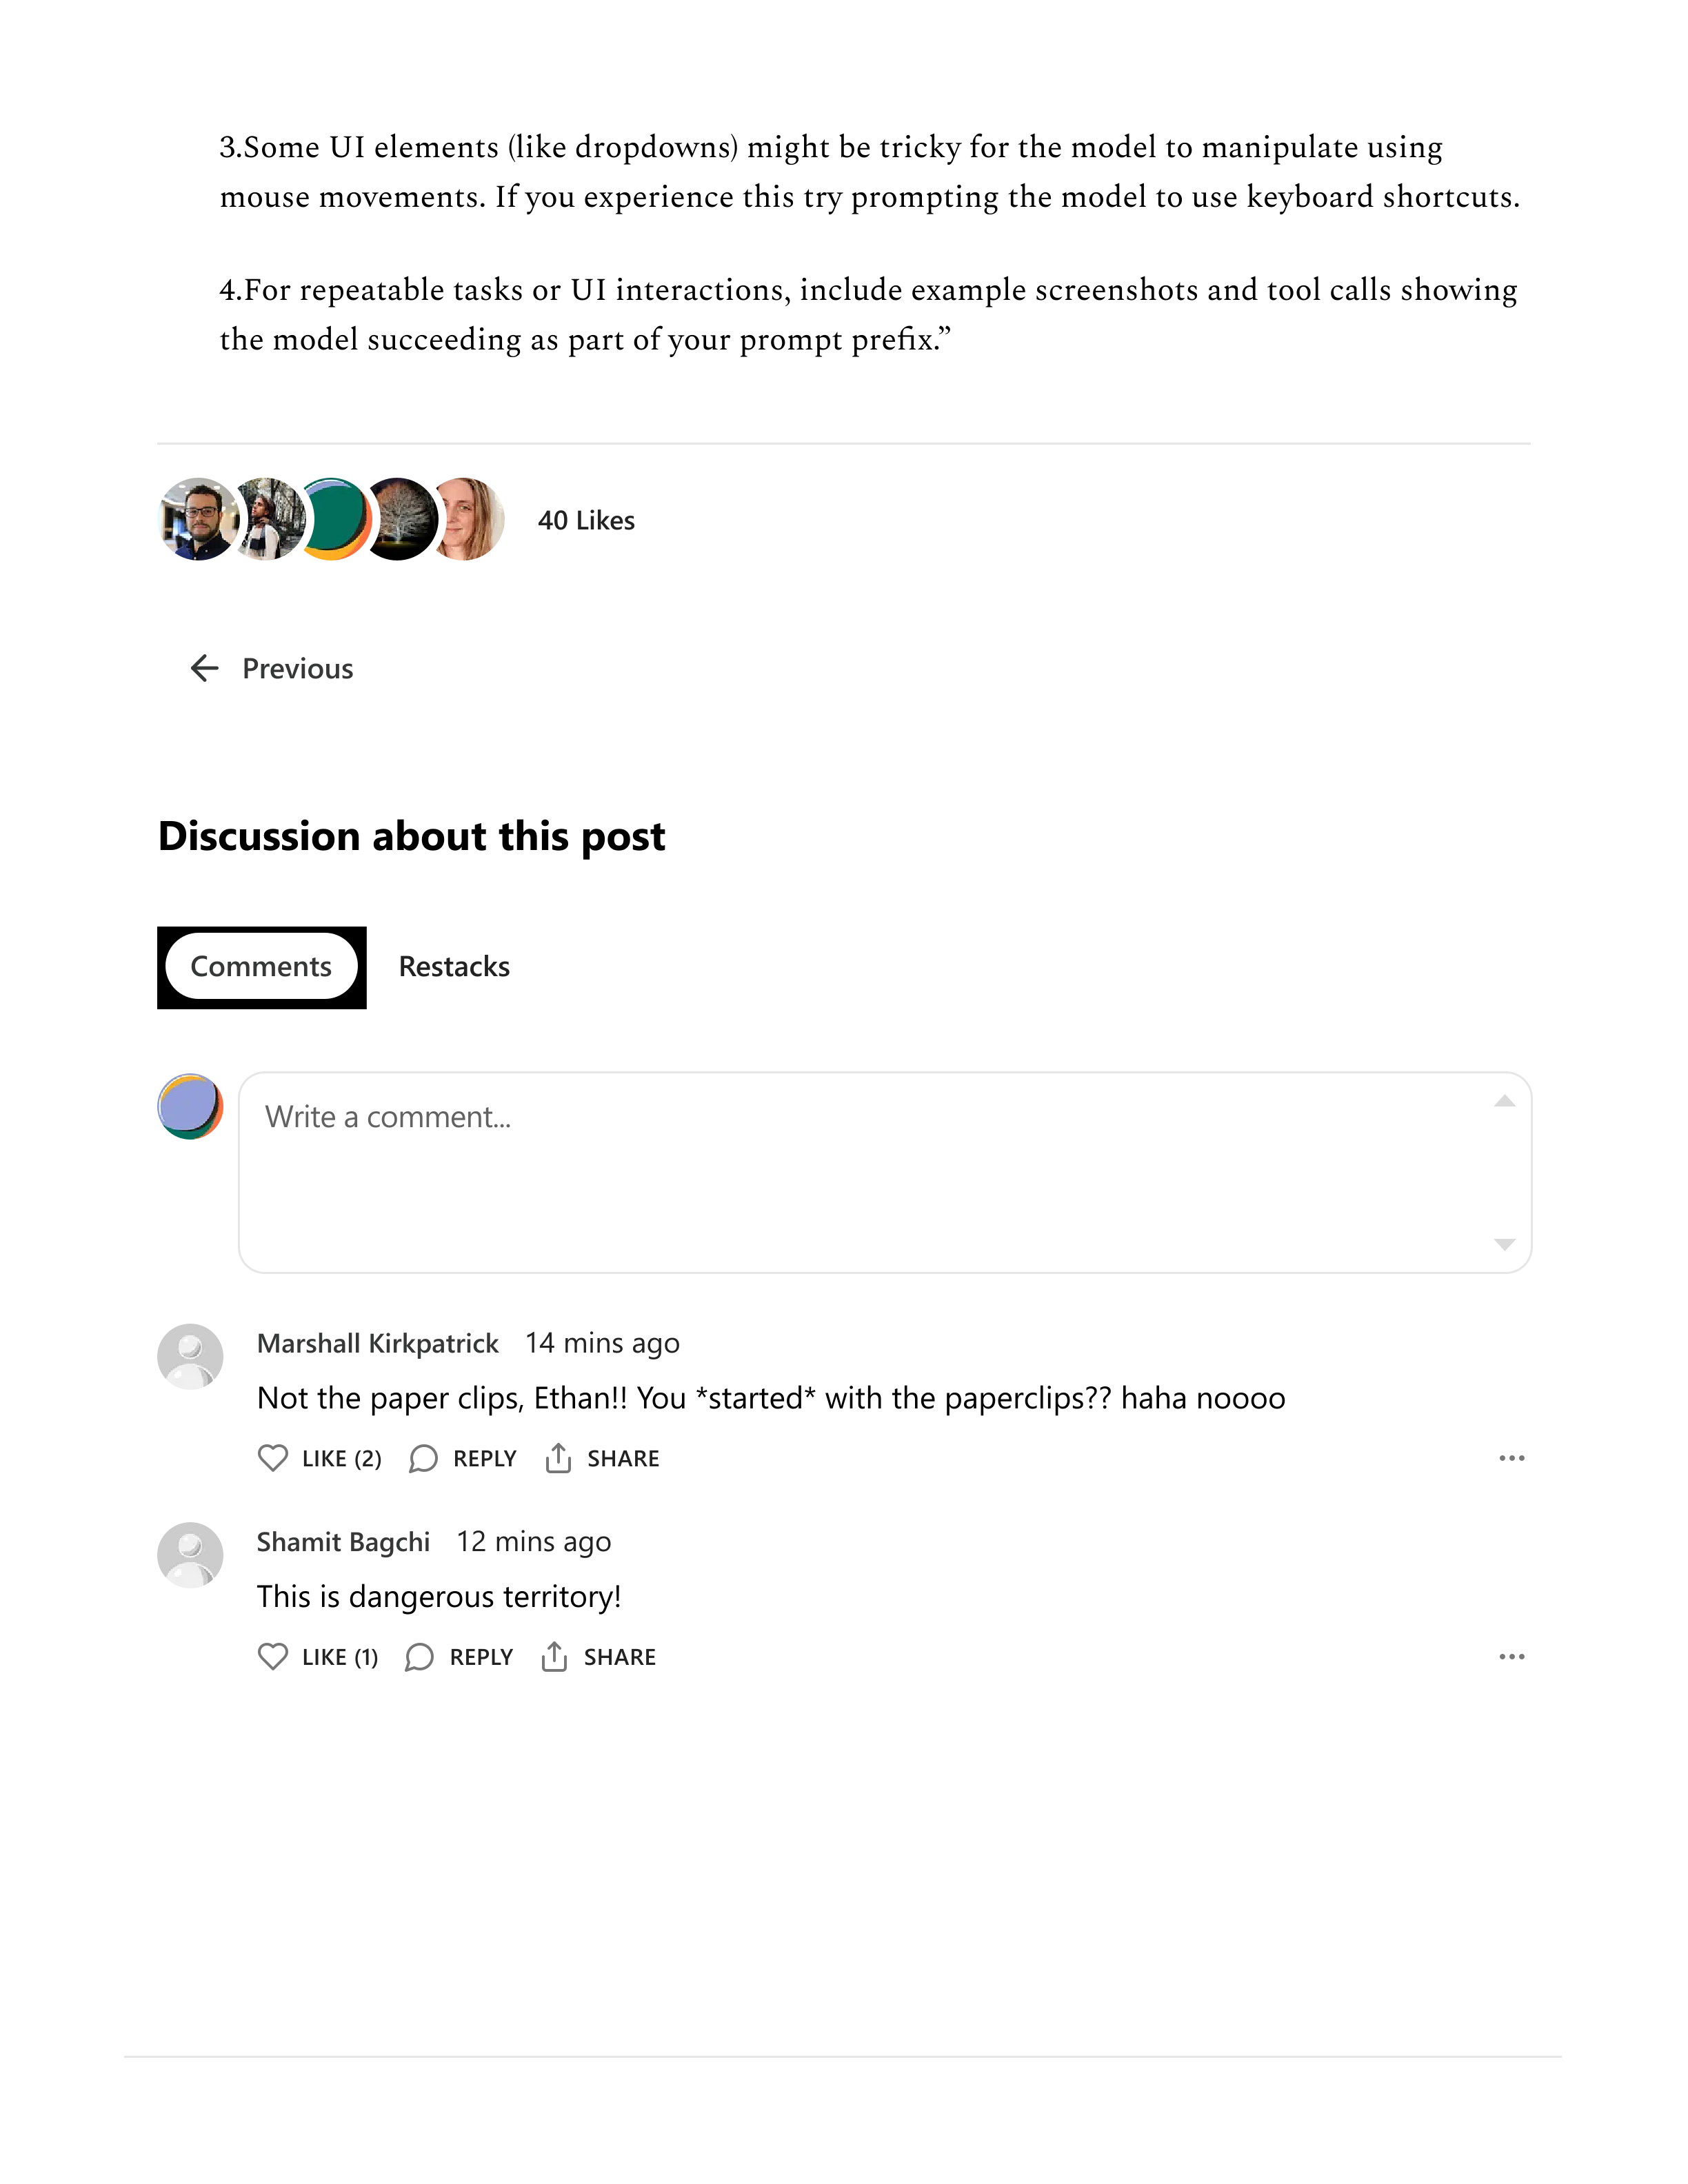 3.Some UI elements (like dropdowns) might be tricky for the model to manipulate using
mouse movements. If you experience this try prompting the model to use keyboard shortcuts.
4.For repeatable tasks or UI interactions, include example screenshots and tool calls showing
the model succeeding as part of your prompt prefix.”
40 Likes
Previous
Discussion about this post
Comments Restacks
Write a comment...
Marshall Kirkpatrick 14 mins ago
Not the paper clips, Ethan!! You *started* with the paperclips?? haha noooo
LIKE (2) REPLY SHARE
Shamit Bagchi 12 mins ago
This is dangerous territory!
LIKE (1) REPLY SHARE